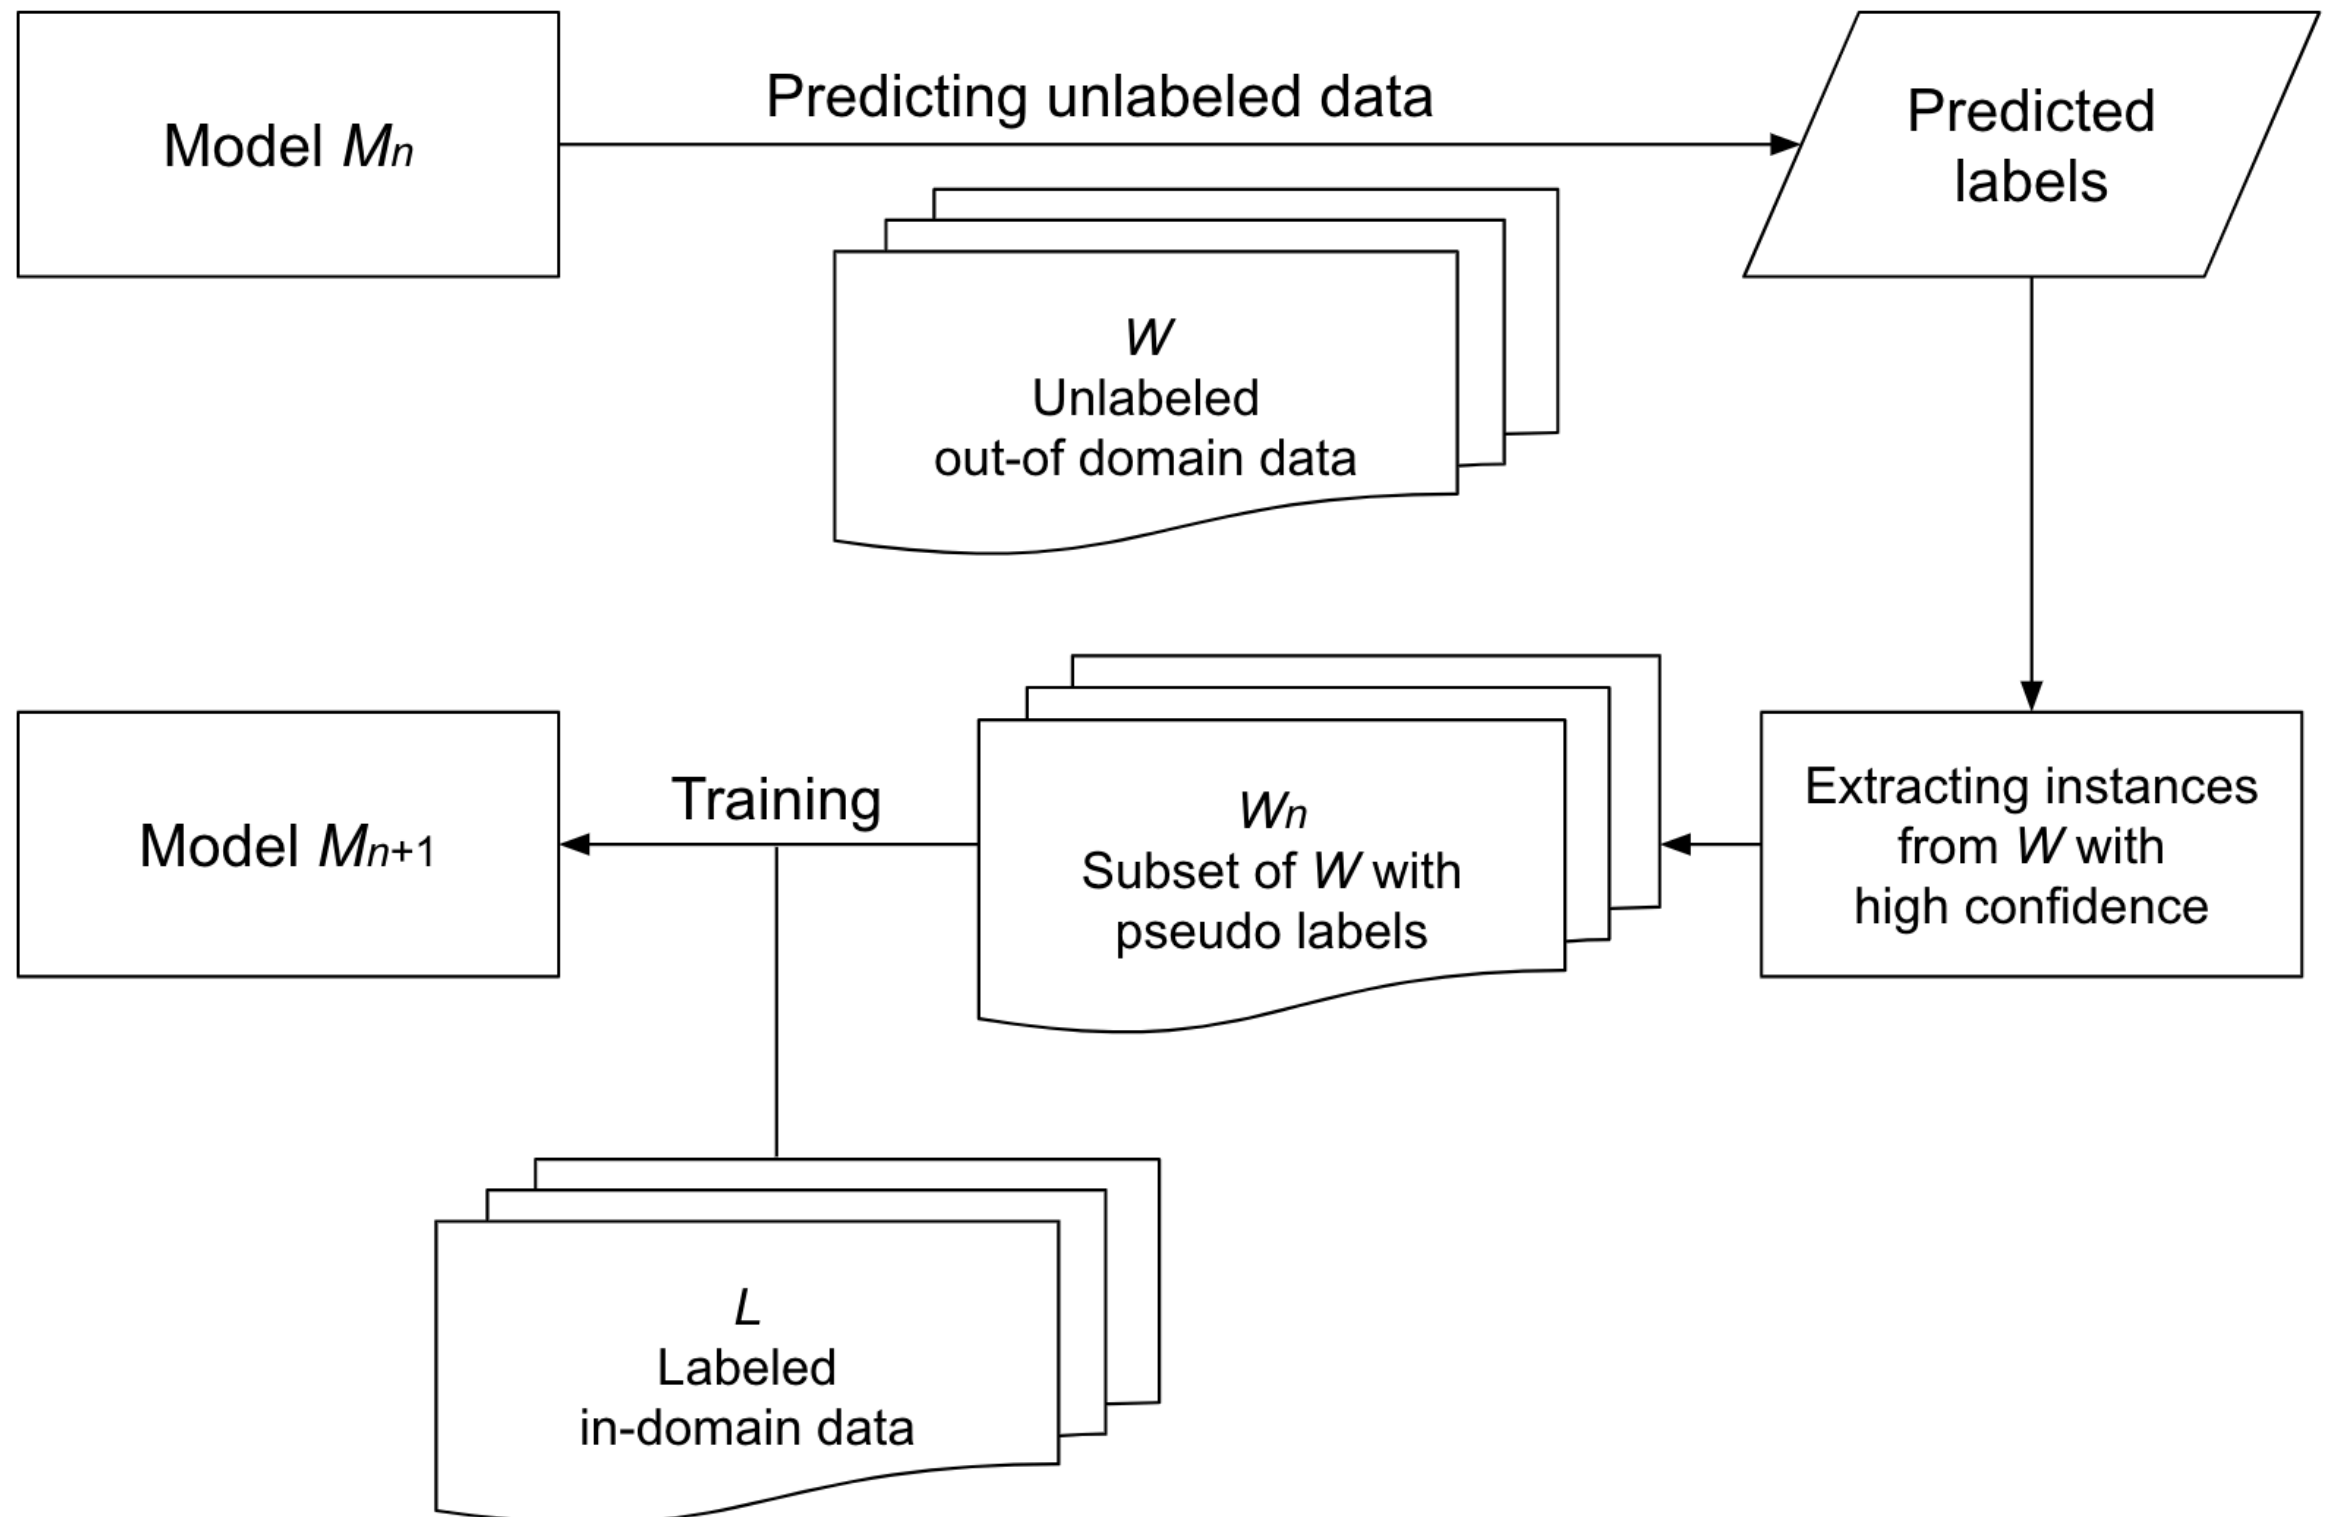 Model Mn
Predicting unlabeled data
Predicted
labels
W
Unlabeled
out-of domain data
Model Mn+1
Training
Wn
Subset of W with
pseudo labels
Extracting instances
from W with
high confidence
L
Labeled
in-domain data